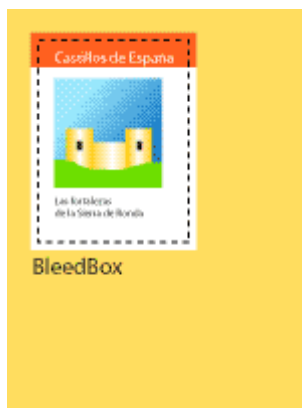 Castillos de España
Las fortalezas
de la Sierra de Ronda
BleedBox